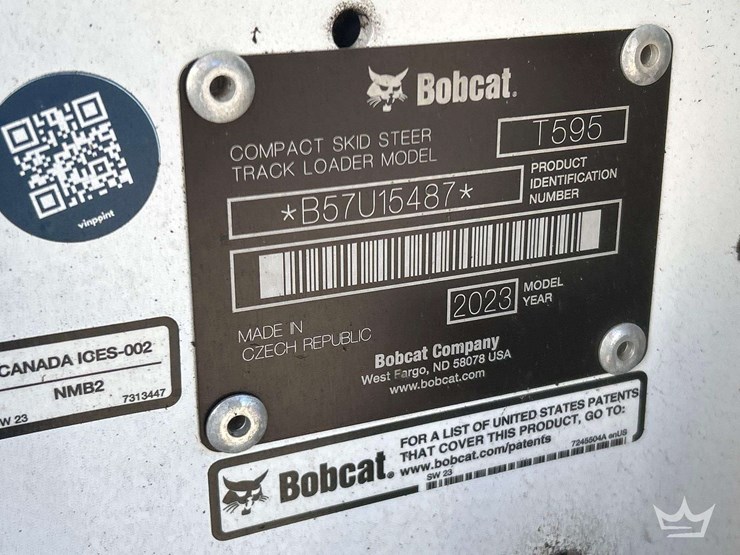 Bobcat.
COMPACT SKID STEER
TRACK LOADER MODEL
T595
*B57U15487*
PRODUCT
IDENTIFICATION
NUMBER
2023
MODEL
YEAR
MADE IN
CZECH REPUBLIC
Bobcat Company
West Fargo, ND 58078 USA
www.bobcat.com
vinppint
CANADA ICES-002
NMB2
W 23
7313447
Bobcat.
FOR A LIST OF UNITED STATES PATENTS
THAT COVER THIS PRODUCT, GO TO:
www.bobcat.com/patents
7245504A enUS
SW 23